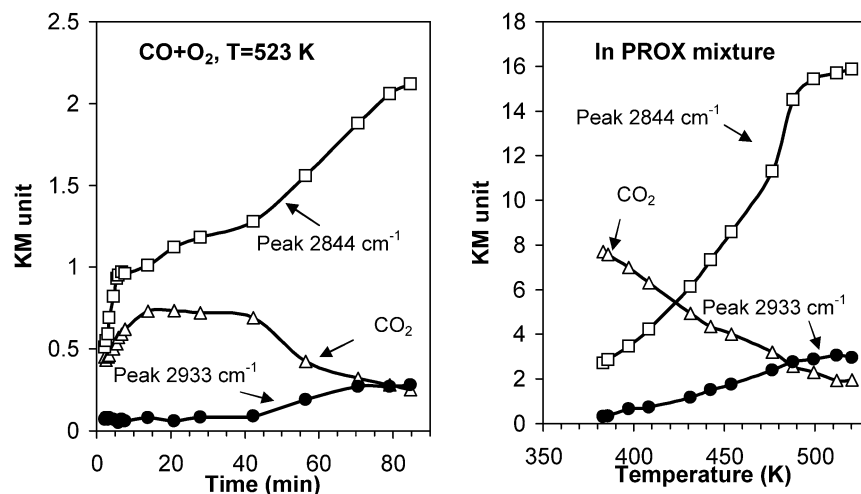 CO+O₂, T=523 K
KM unit
2.5
2
1.5
1
0.5
0
Peak 2844 cm⁻¹
CO₂
Peak 2933 cm⁻¹
0 20 40 60 80
Time (min)
In PROX mixture
KM unit
18
16
14
12
10
8
6
4
2
0
Peak 2844 cm⁻¹
CO₂
Peak 2933 cm⁻¹
350 400 450 500
Temperature (K)